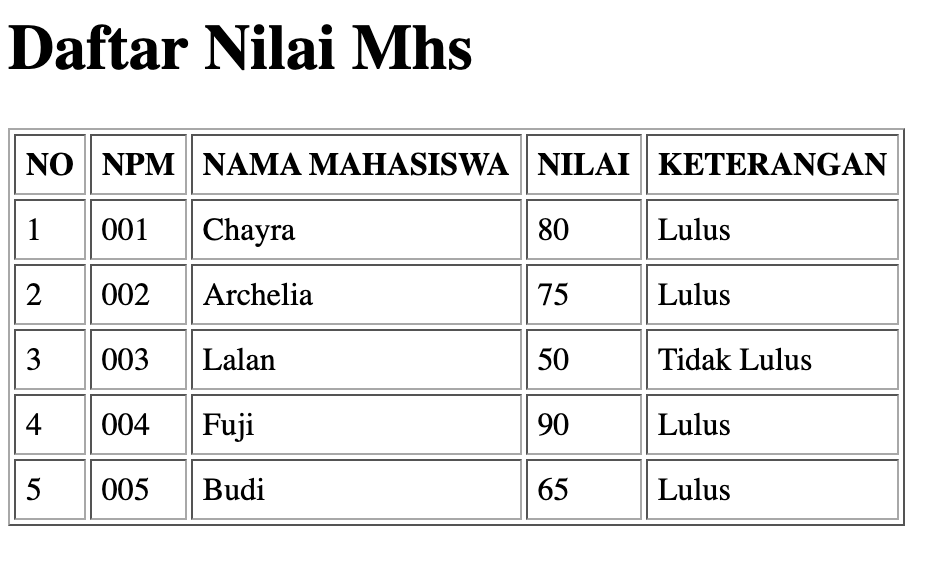 Daftar Nilai Mhs
NO NPM NAMA MAHASISWA NILAI KETERANGAN
1 001 Chayra 80 Lulus
2 002 Archelia 75 Lulus
3 003 Lalan 50 Tidak Lulus
4 004 Fuji 90 Lulus
5 005 Budi 65 Lulus